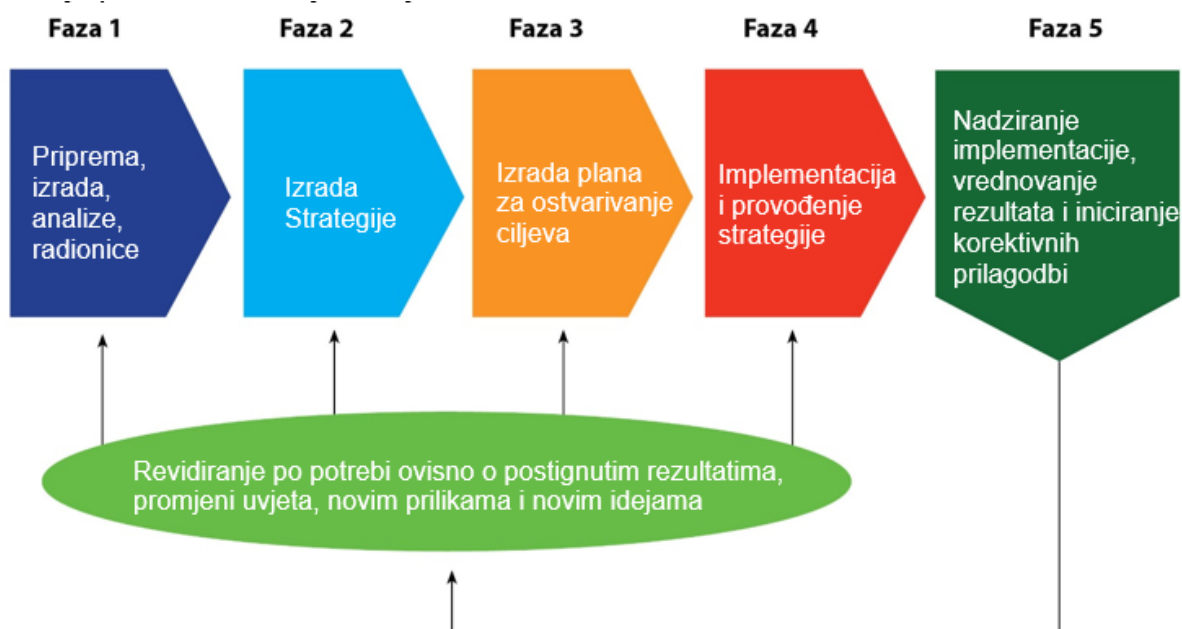 Faza 1
Faza 2
Faza 3
Faza 4
Faza 5
Priprema,
izrada,
analize,
radionice
Izrada
Strategije
Izrada plana
za ostvarivanje
ciljeva
Implementacija
i provođenje
strategije
Nadziranje
implementacije,
vrednovanje
rezultata i iniciranje
korektivnih
prilagodbi
Revidiranje po potrebi ovisno o postignutim rezultatima,
promjeni uvjeta, novim prilikama i novim idejama